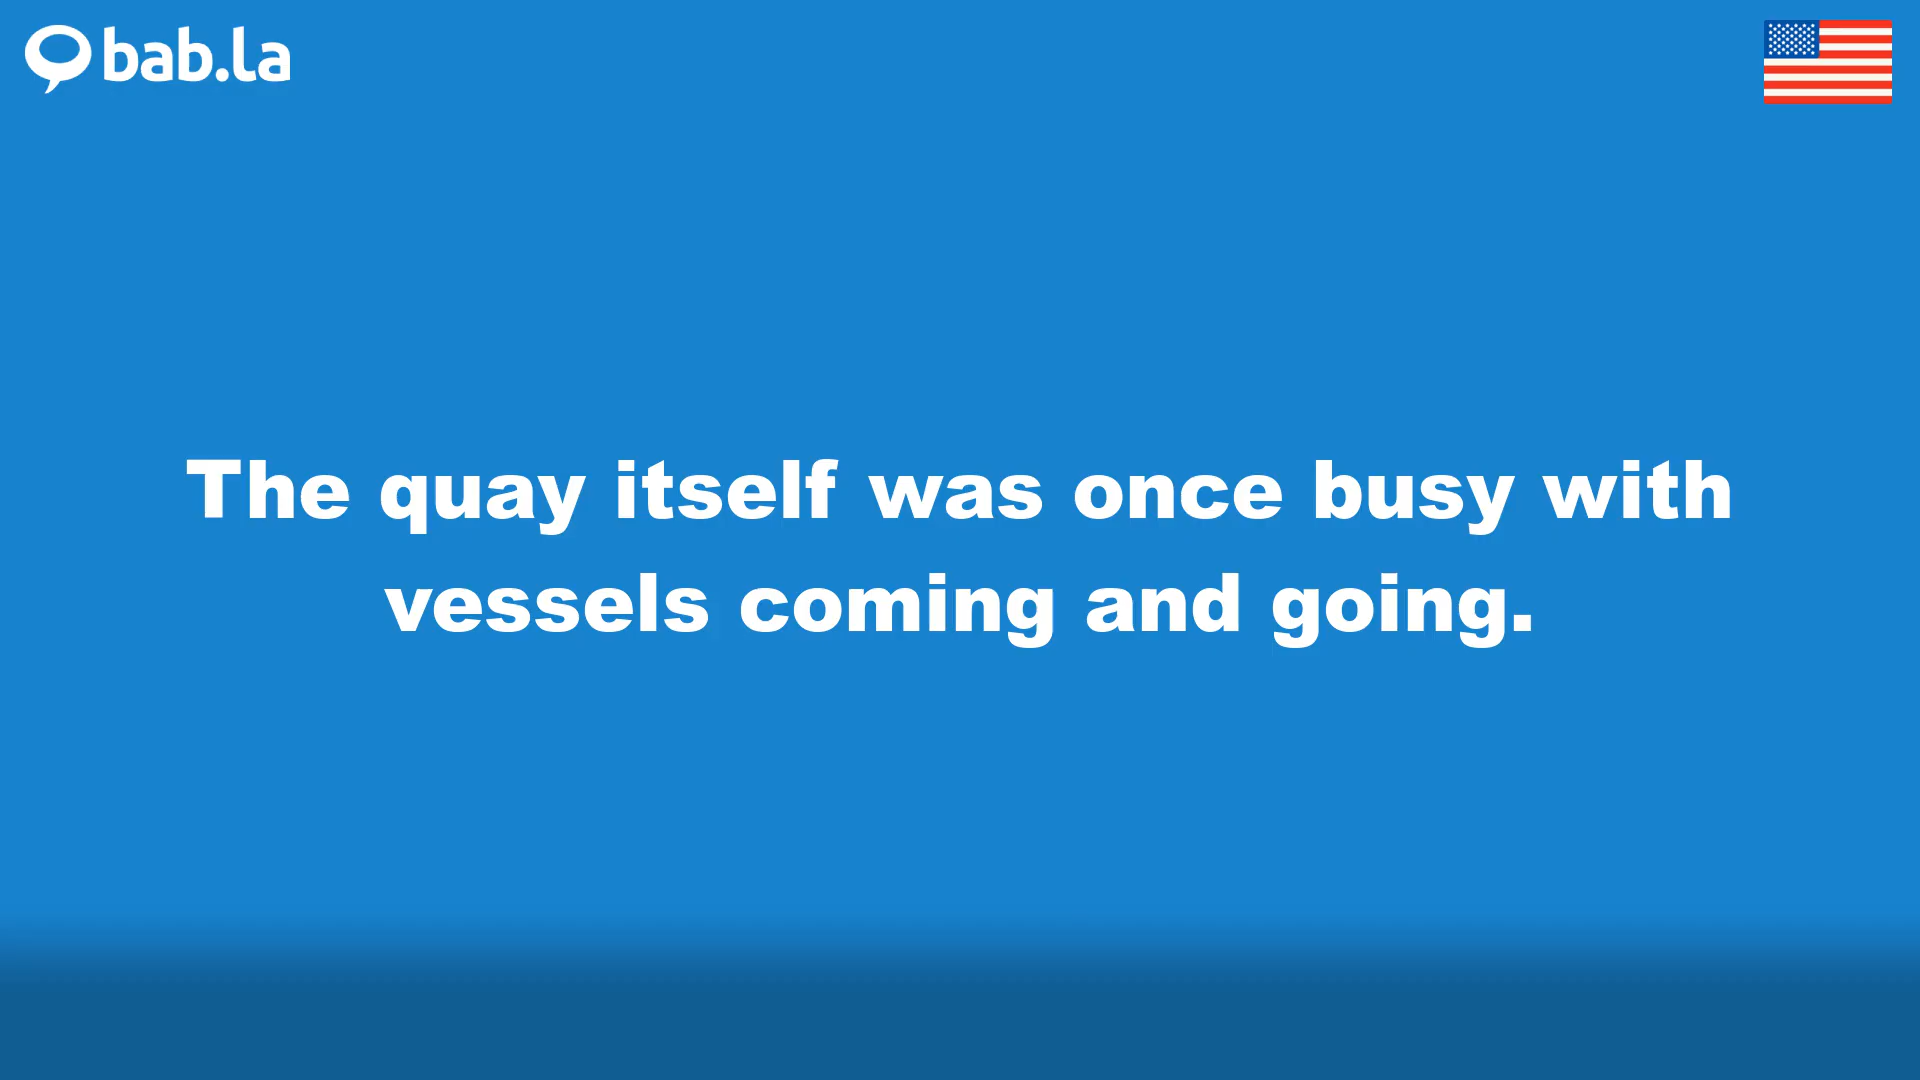 bab.la
The quay itself was once busy with
vessels coming and going.